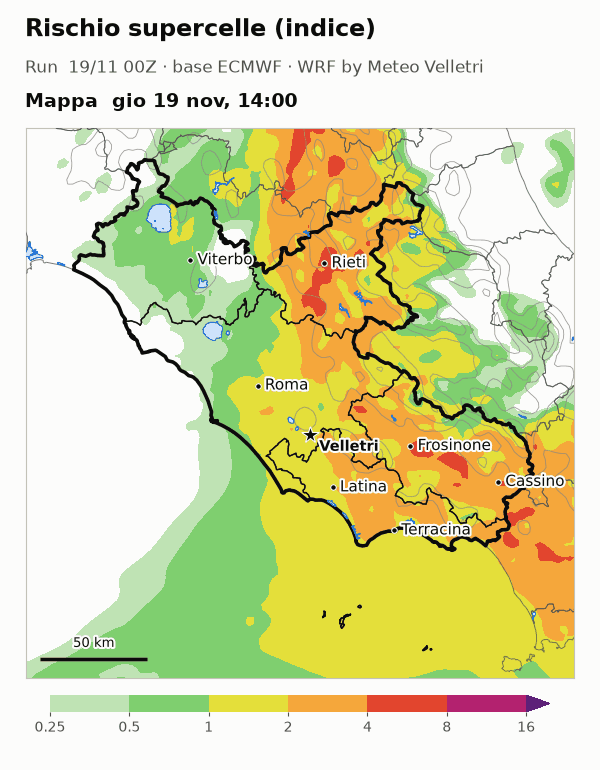 Rischio supercelle (indice)
Run  19/11 00Z · base ECMWF · WRF by Meteo Velletri
Mappa  gio 19 nov, 14:00
Viterbo
Rieti
Roma
Velletri
Frosinone
Latina
Cassino
Terracina
50 km
0.25 0.5 1 2 4 8 16